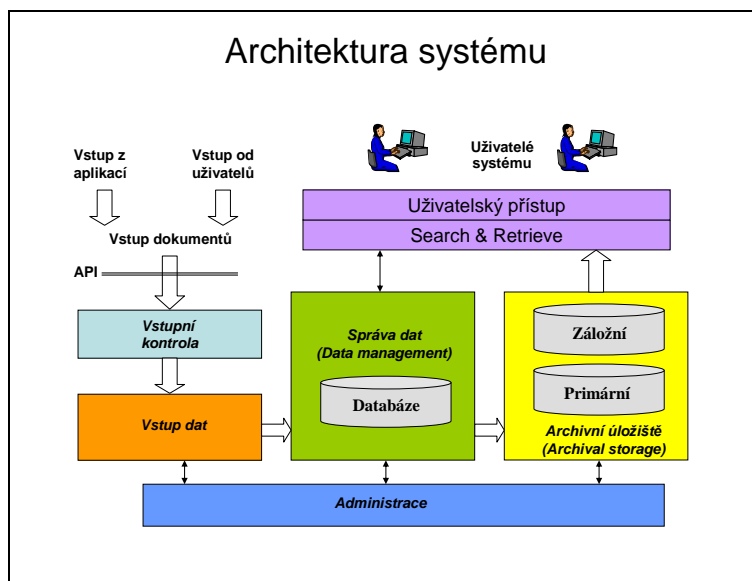 Architektura systému
Vstup z
aplikací
Vstup od
uživatelů
Uživatelé
systému
Vstup dokumentů
API
Uživatelský přístup
Search & Retrieve
Vstupní
kontrola
Správa dat
(Data management)
Databáze
Záložní
Primární
Archivní úložiště
(Archival storage)
Vstup dat
Administrace